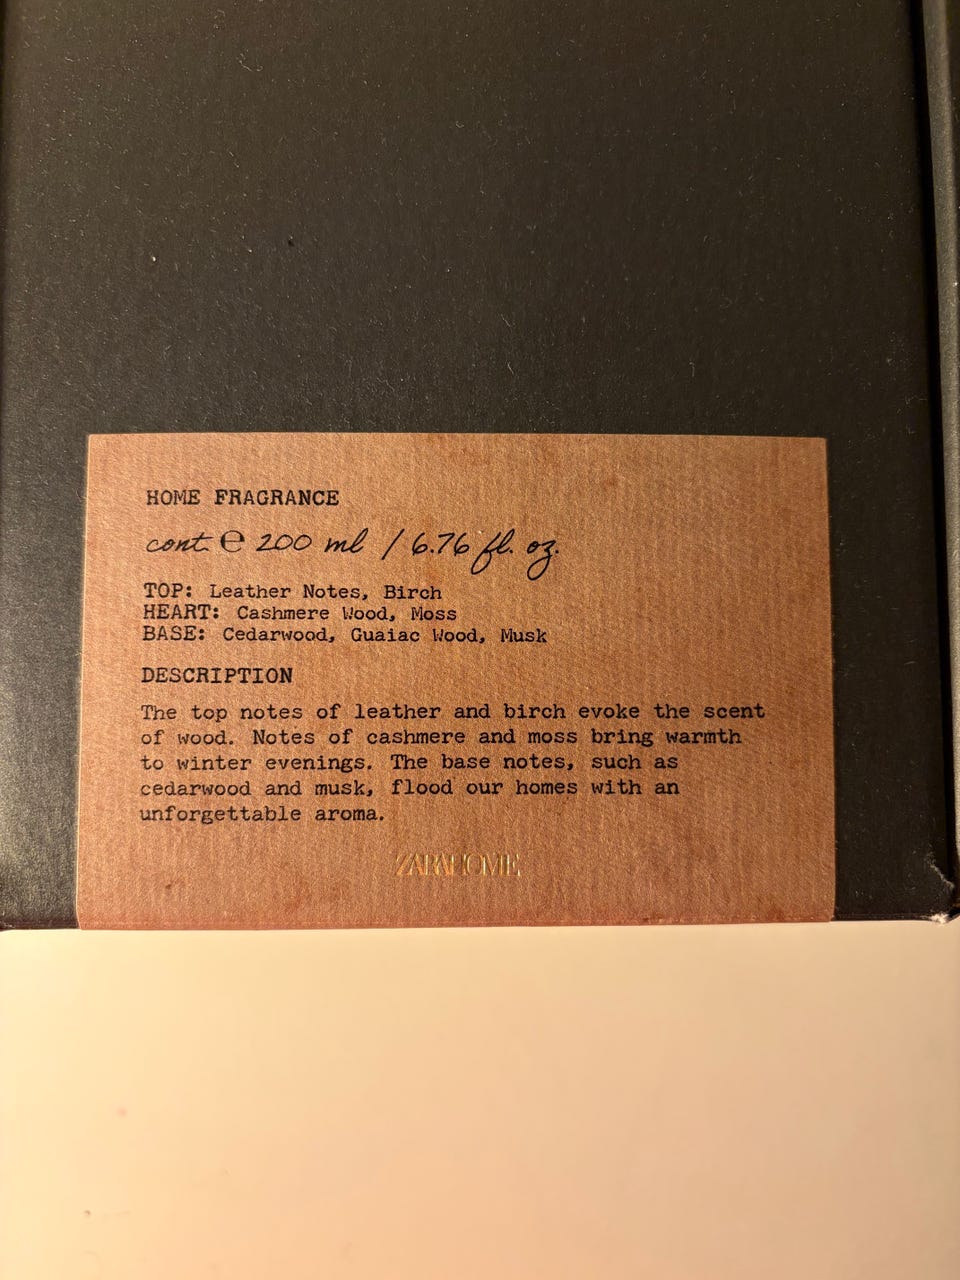 HOME FRAGRANCE
cont. ℮ 200 ml / 6.76 fl. oz.
TOP: Leather Notes, Birch
HEART: Cashmere Wood, Moss
BASE: Cedarwood, Guaiac Wood, Musk
DESCRIPTION
The top notes of leather and birch evoke the scent
of wood. Notes of cashmere and moss bring warmth
to winter evenings. The base notes, such as
cedarwood and musk, flood our homes with an
unforgettable aroma.
ZARAHOME